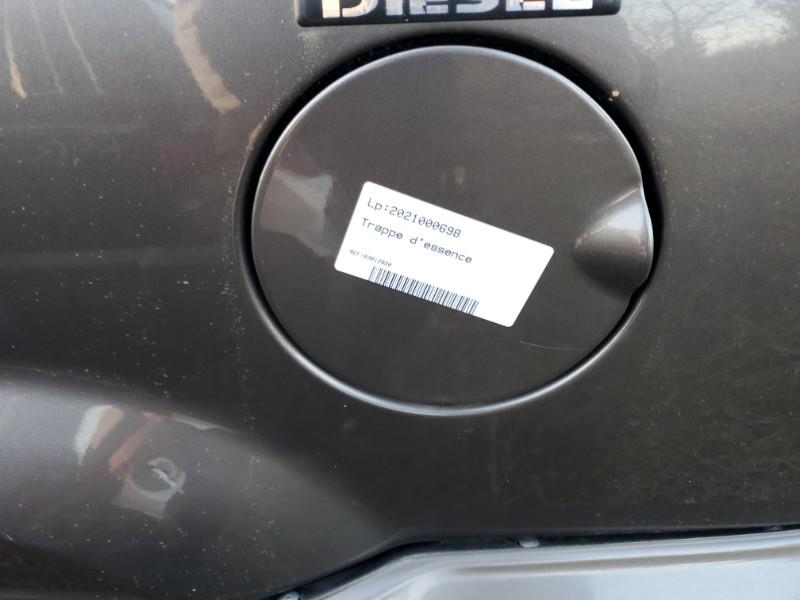 DIESEL
Lp:2021000698
Trappe d'essence